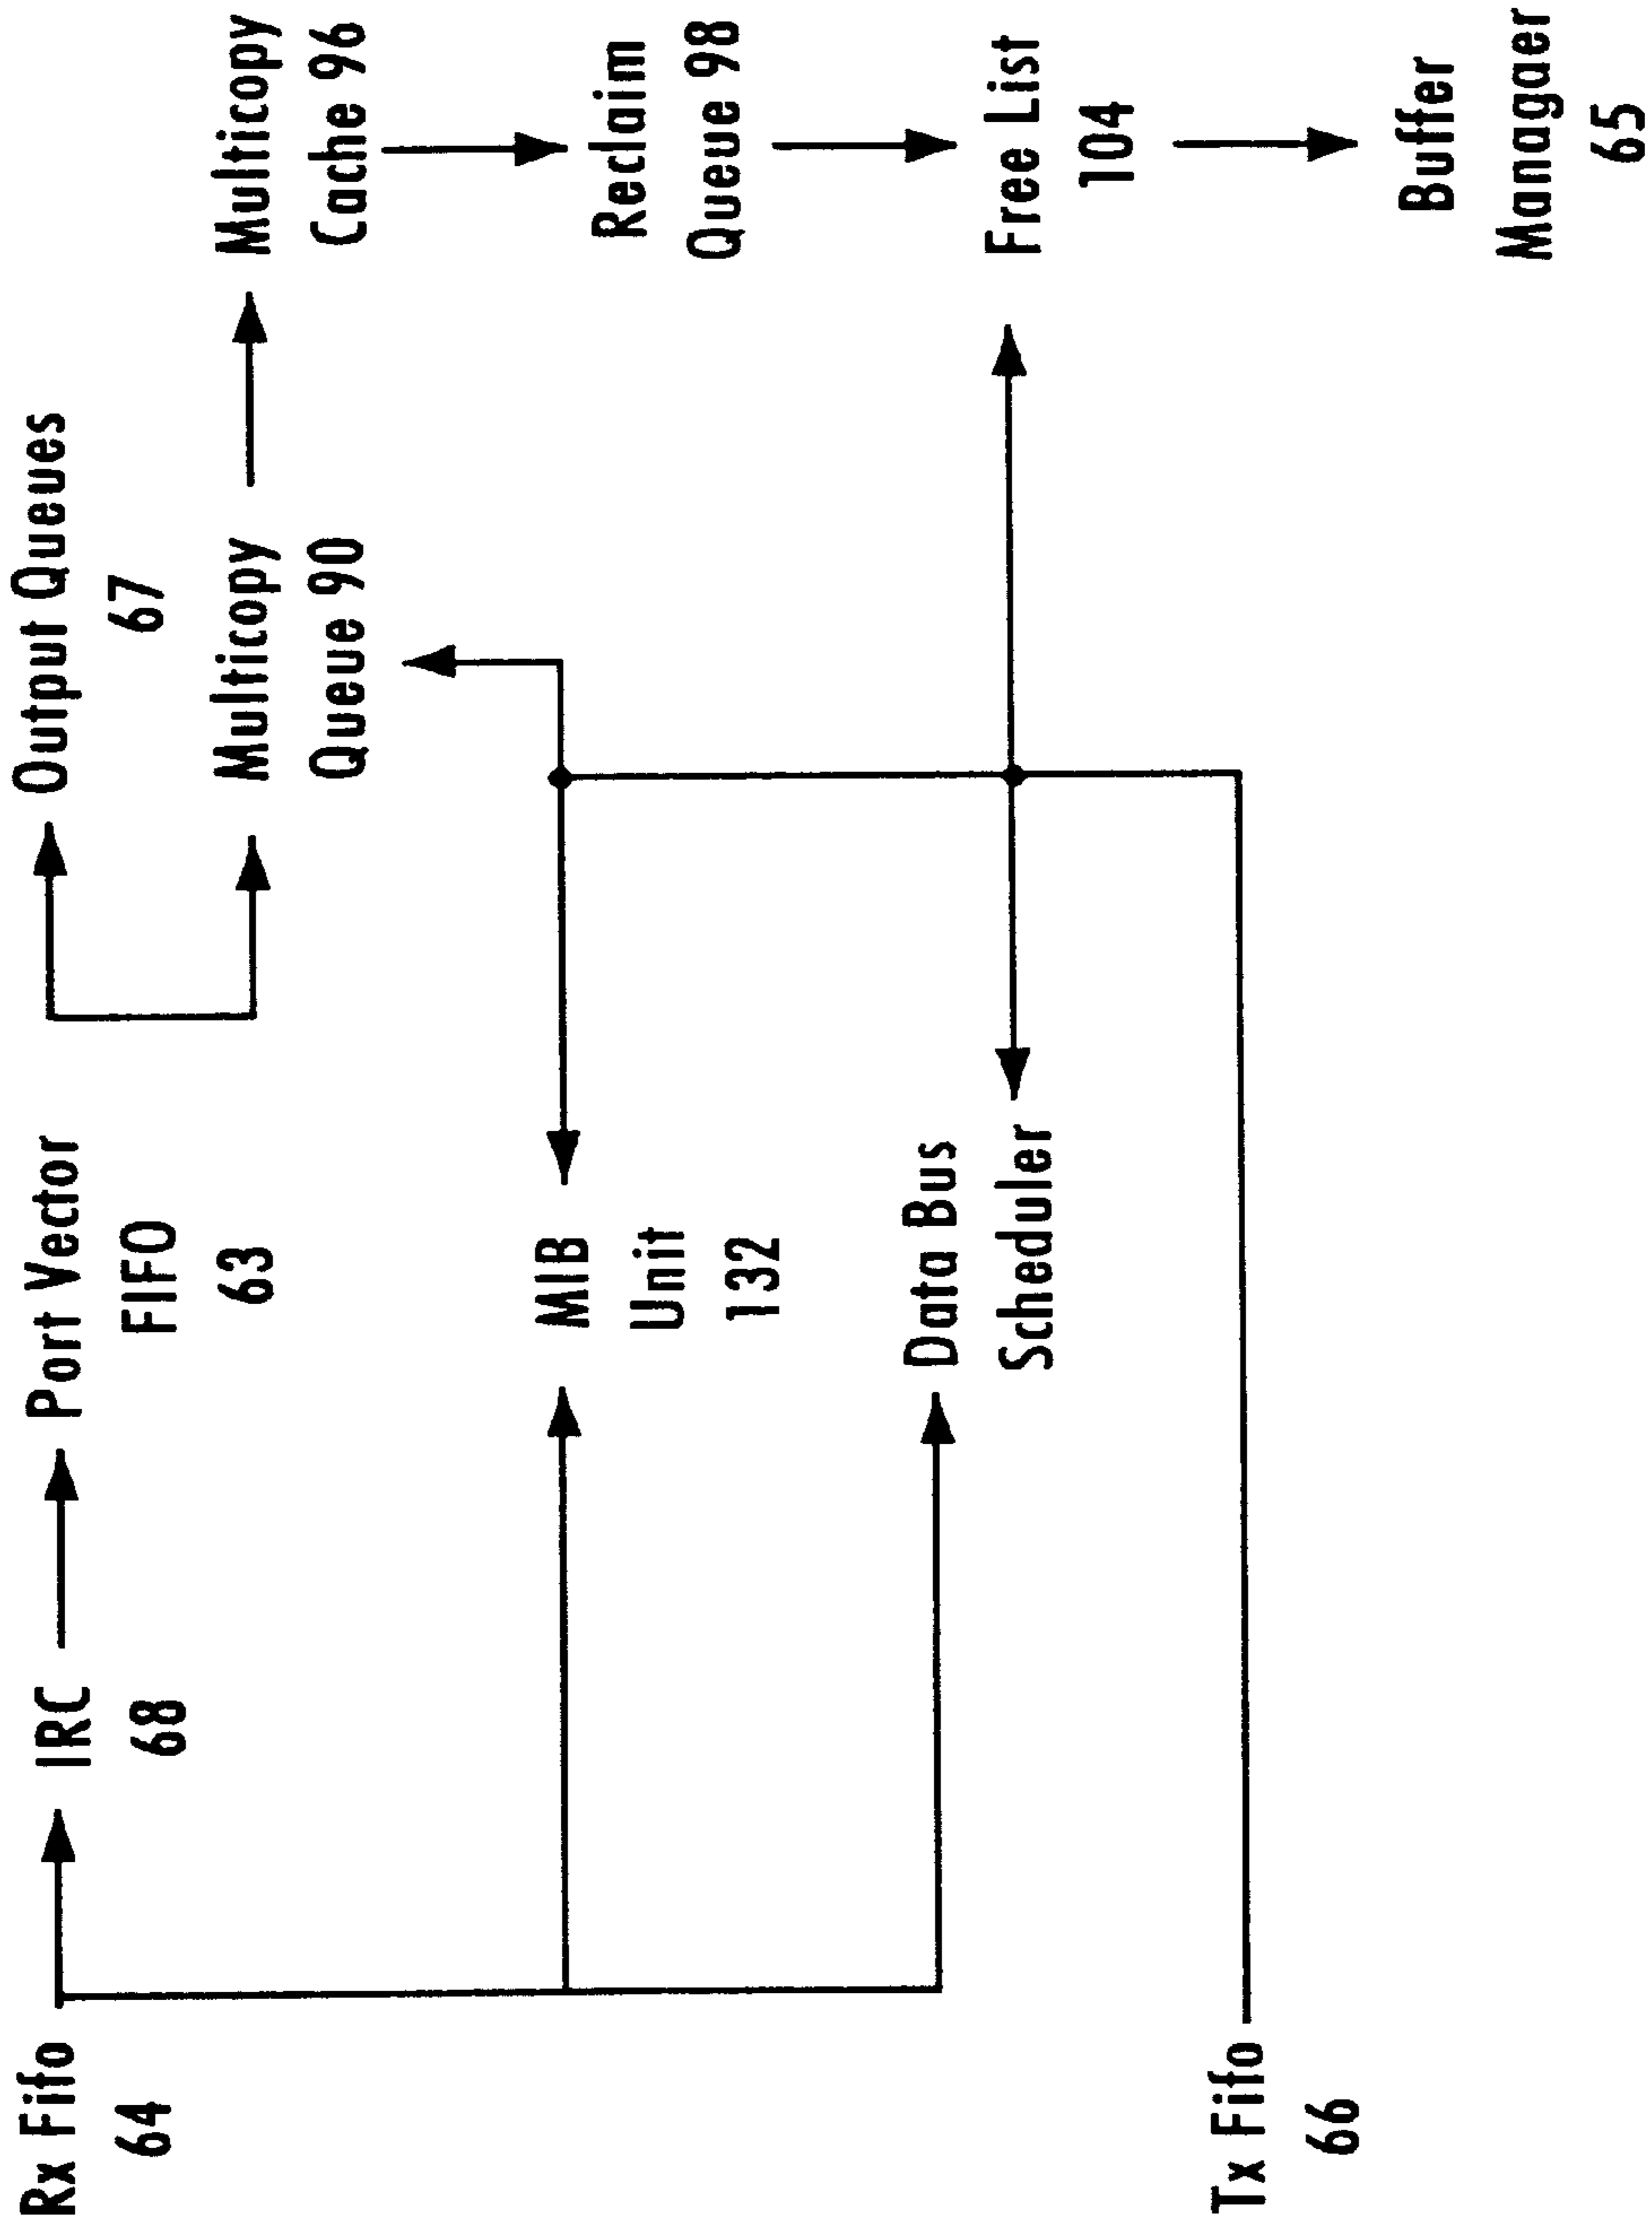 Rx Fifo
64
IRC
68
Port Vector
FIFO
63
Output Queues
67
Multicopy
Queue 90
Multicopy
Cache 96
Reclaim
Queue 98
MIB
Unit
132
Data Bus
Scheduler
Free List
104
Tx Fifo
66
Buffer
Managaer
65